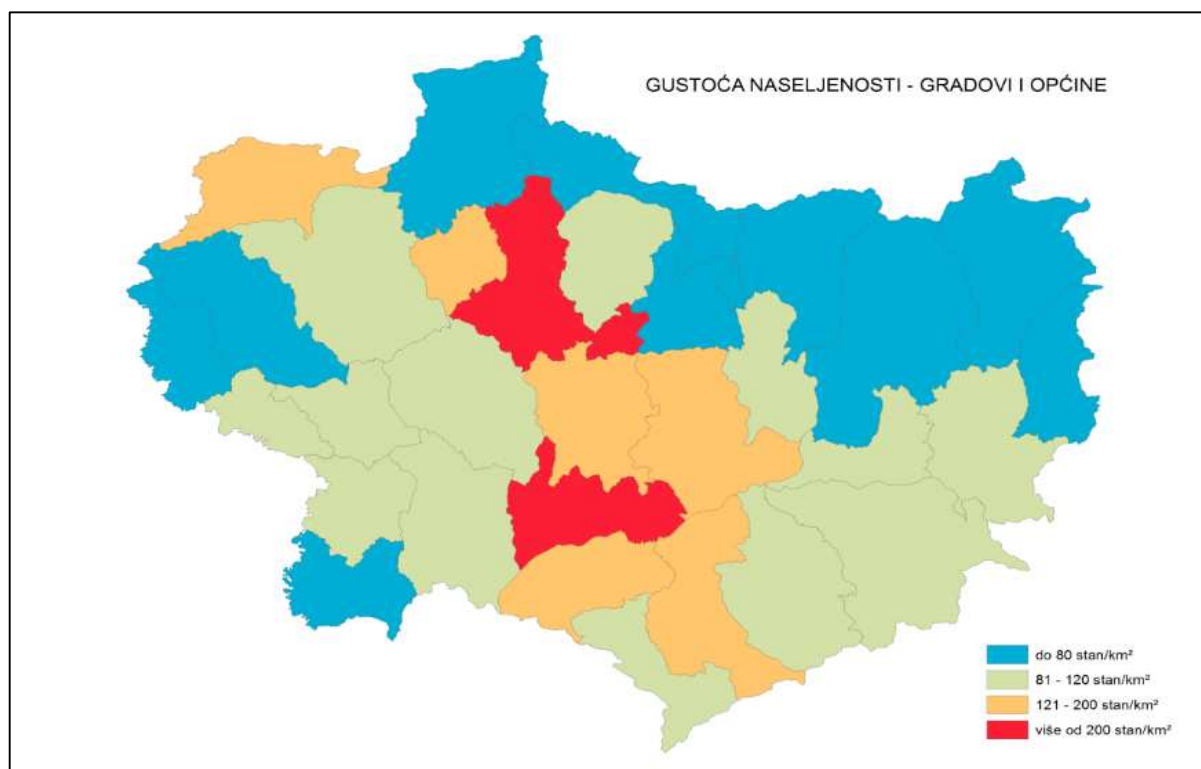 GUSTOĆA NASELJENOSTI - GRADOVI I OPĆINE
do 80 stan/km²
81 - 120 stan/km²
121 - 200 stan/km²
više od 200 stan/km²